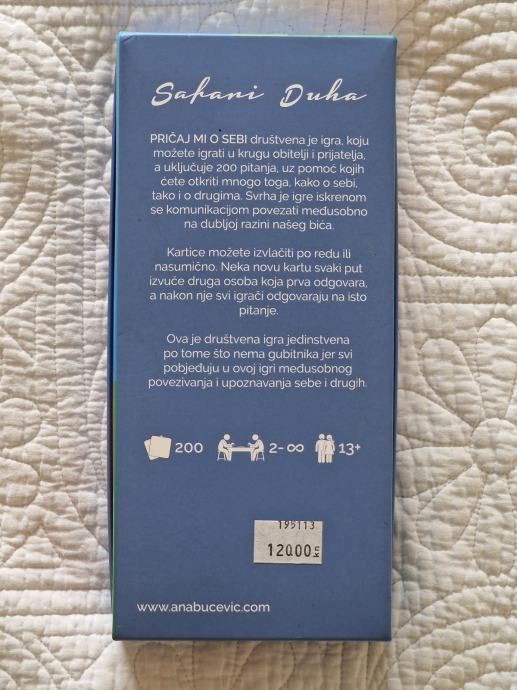 Safari Duha
PRIČAJ MI O SEBI društvena je igra, koju
možete igrati u krugu obitelji i prijatelja,
a uključuje 200 pitanja, uz pomoć kojih
ćete otkriti mnogo toga, kako o sebi,
tako i o drugima. Svrha je igre iskrenom
se komunikacijom povezati međusobno
na dubljoj razini našeg bića.
Kartice možete izvlačiti po redu ili
nasumično. Neka novu kartu svaki put
izvuče druga osoba koja prva odgovara,
a nakon nje svi igrači odgovaraju na isto
pitanje.
Ova je društvena igra jedinstvena
po tome što nema gubitnika jer svi
pobjeđuju u ovoj igri međusobnog
povezivanja i upoznavanja sebe i drugih.
200 2-∞ 13+
195113
120.00 kn
www.anabucevic.com